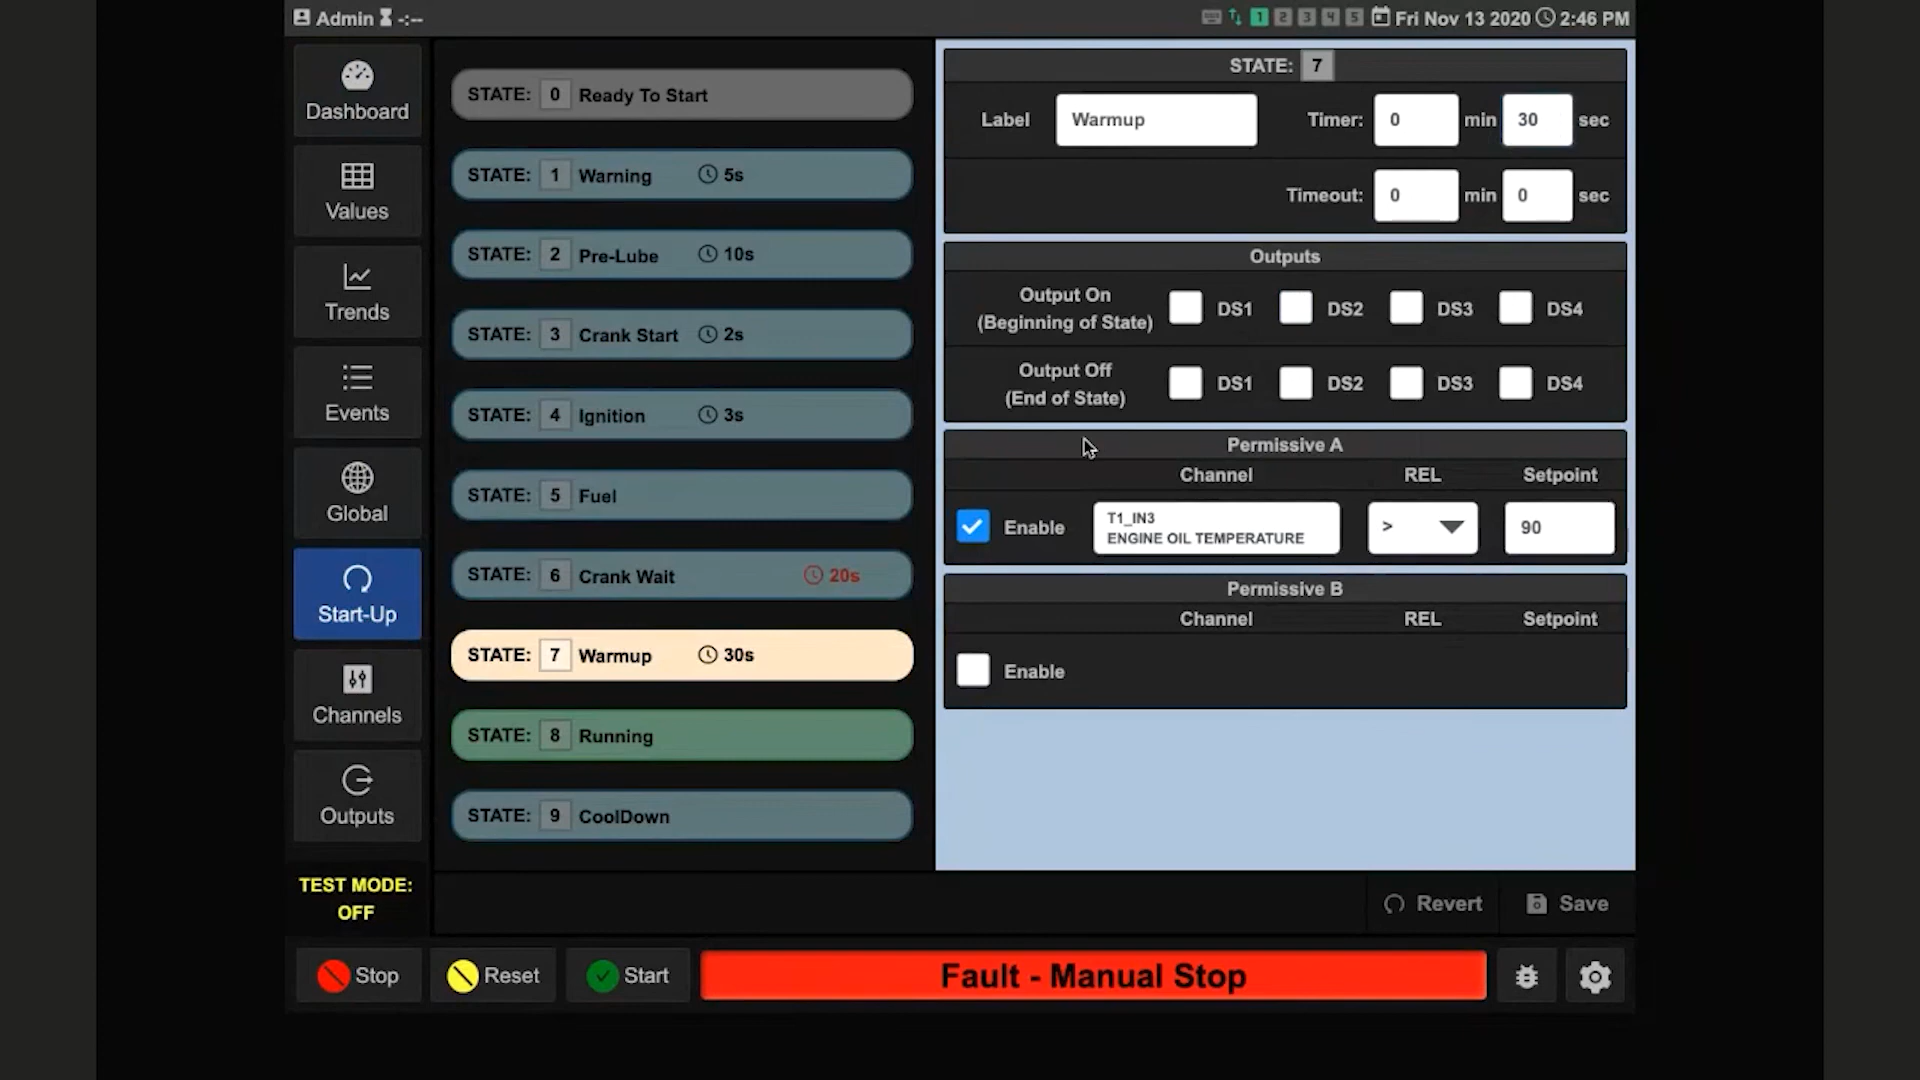 Admin -:--
1 2 3 4 5 Fri Nov 13 2020 2:46 PM
Dashboard
Values
Trends
Events
Global
Start-Up
Channels
Outputs
TEST MODE:
OFF
STATE: 0 Ready To Start
STATE: 1 Warning 5s
STATE: 2 Pre-Lube 10s
STATE: 3 Crank Start 2s
STATE: 4 Ignition 3s
STATE: 5 Fuel
STATE: 6 Crank Wait 20s
STATE: 7 Warmup 30s
STATE: 8 Running
STATE: 9 CoolDown
STATE: 7
Label Warmup Timer: 0 min 30 sec
Timeout: 0 min 0 sec
Outputs
Output On
(Beginning of State)
DS1 DS2 DS3 DS4
Output Off
(End of State)
DS1 DS2 DS3 DS4
Permissive A
Channel REL Setpoint
Enable
T1_IN3
ENGINE OIL TEMPERATURE
> 90
Permissive B
Channel REL Setpoint
Enable
Revert Save
Stop Reset Start Fault - Manual Stop